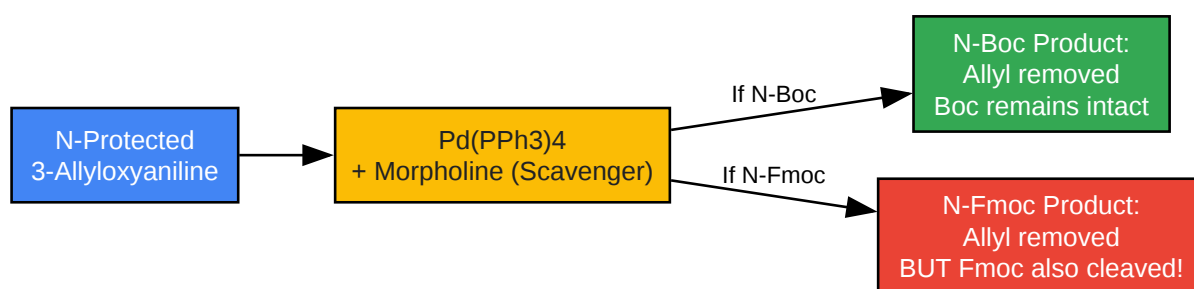 N-Protected
3-Allyloxyaniline
Pd(PPh3)4
+ Morpholine (Scavenger)
If N-Boc
If N-Fmoc
N-Boc Product:
Allyl removed
Boc remains intact
N-Fmoc Product:
Allyl removed
BUT Fmoc also cleaved!